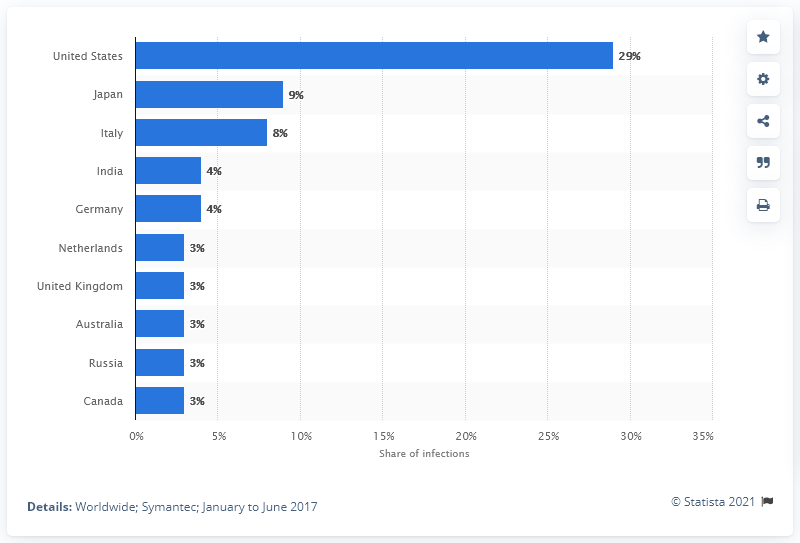 United States 29%
Japan 9%
Italy 8%
India 4%
Germany 4%
Netherlands 3%
United Kingdom 3%
Australia 3%
Russia 3%
Canada 3%
0% 5% 10% 15% 20% 25% 30% 35%
Share of infections
Details: Worldwide; Symantec; January to June 2017
© Statista 2021